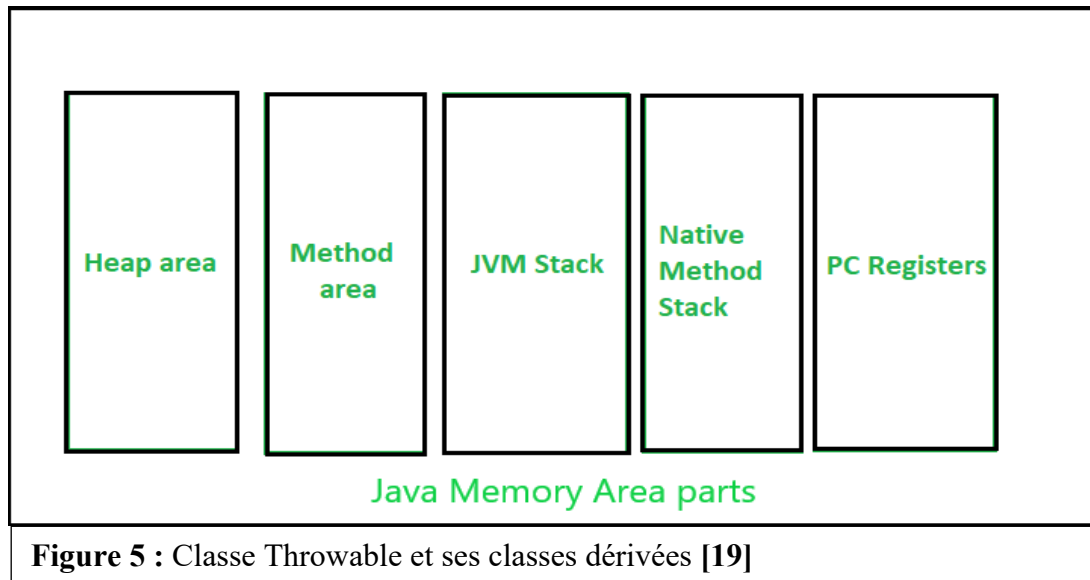 Heap area
Method
area
JVM Stack
Native
Method
Stack
PC Registers
Java Memory Area parts
Figure 5 : Classe Throwable et ses classes dérivées [19]